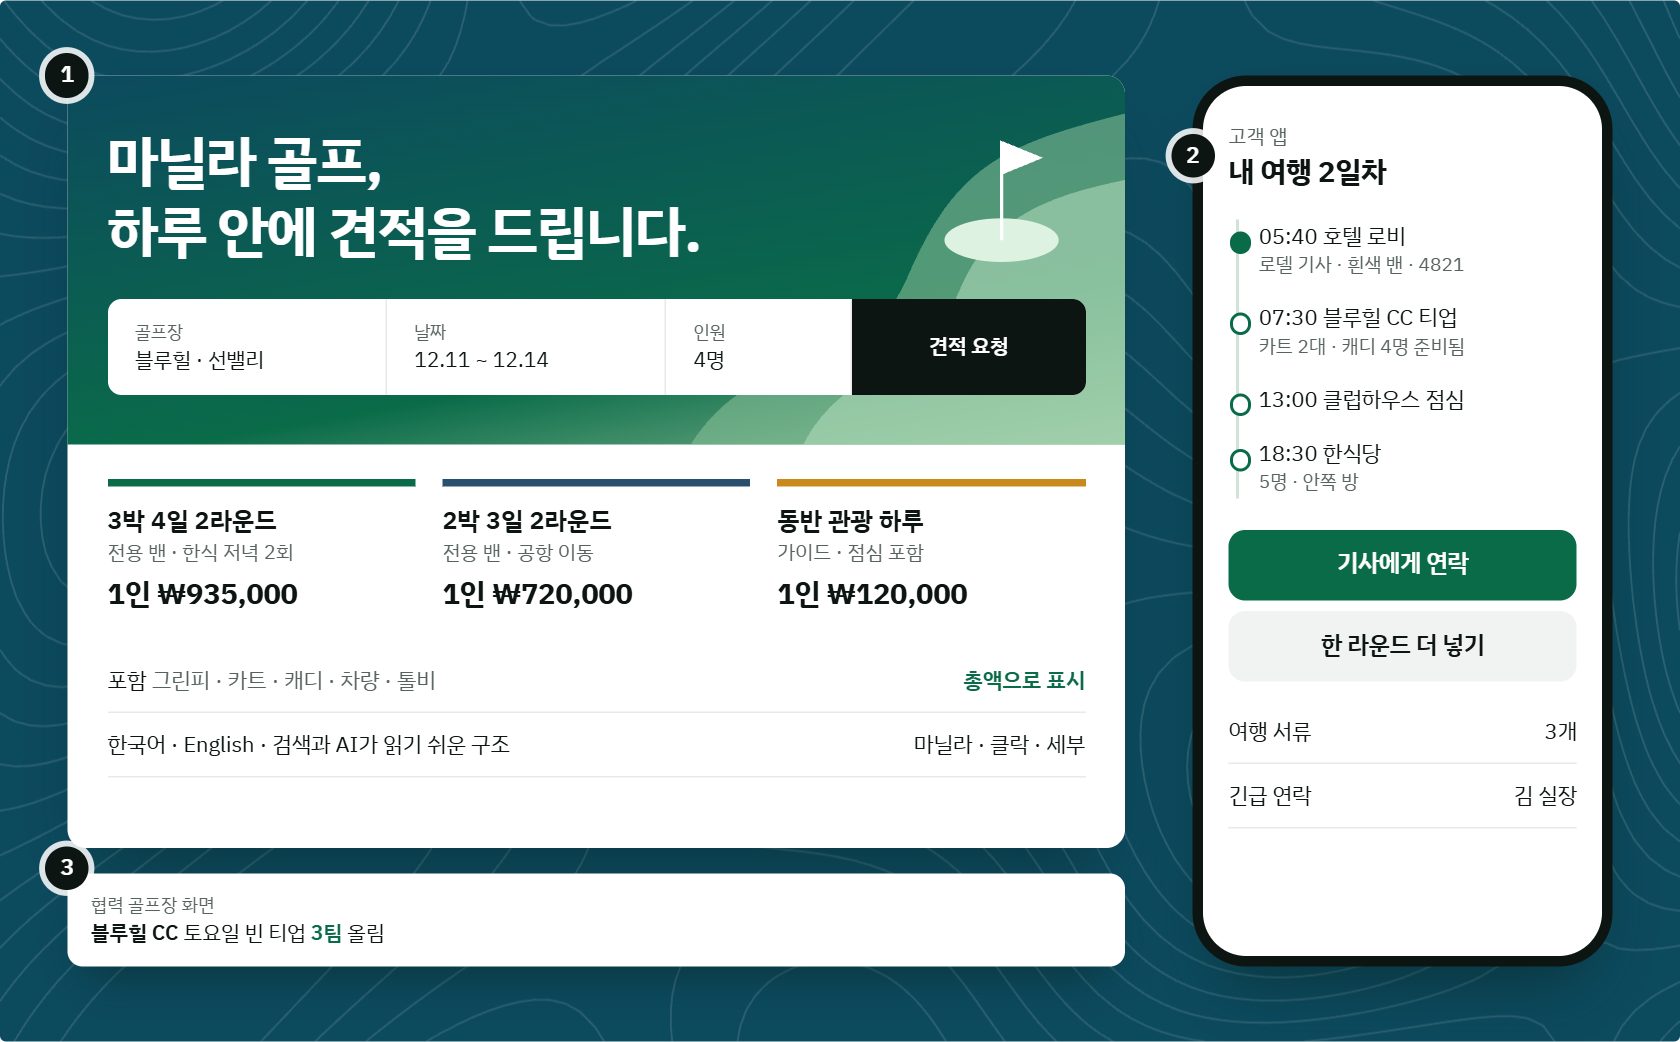 1
마닐라 골프,
하루 안에 견적을 드립니다.
골프장
블루힐 · 선밸리
날짜
12.11 ~ 12.14
인원
4명
견적 요청
3박 4일 2라운드
전용 밴 · 한식 저녁 2회
1인 ₩935,000
2박 3일 2라운드
전용 밴 · 공항 이동
1인 ₩720,000
동반 관광 하루
가이드 · 점심 포함
1인 ₩120,000
포함 그린피 · 카트 · 캐디 · 차량 · 톨비
총액으로 표시
한국어 · English · 검색과 AI가 읽기 쉬운 구조
마닐라 · 클락 · 세부
2
고객 앱
내 여행 2일차
05:40 호텔 로비
로델 기사 · 흰색 밴 · 4821
07:30 블루힐 CC 티업
카트 2대 · 캐디 4명 준비됨
13:00 클럽하우스 점심
18:30 한식당
5명 · 안쪽 방
기사에게 연락
한 라운드 더 넣기
여행 서류
3개
긴급 연락
김 실장
3
협력 골프장 화면
블루힐 CC 토요일 빈 티업 3팀 올림